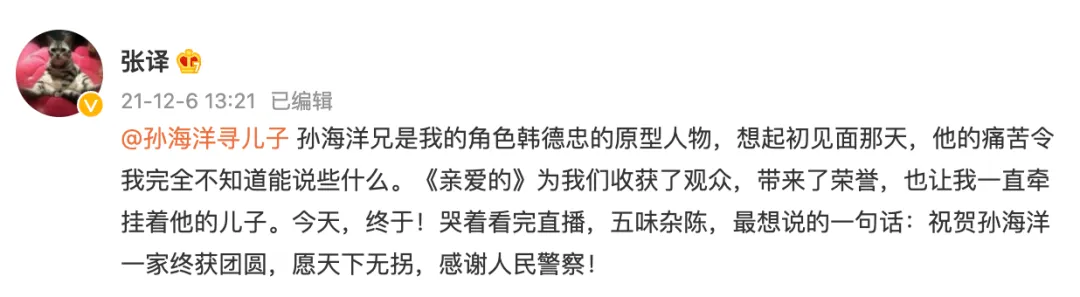 张译
21-12-6 13:21 已编辑
@孙海洋寻儿子 孙海洋兄是我的角色韩德忠的原型人物，想起初见面那天，他的痛苦令
我完全不知道能说些什么。《亲爱的》为我们收获了观众，带来了荣誉，也让我一直牵
挂着他的儿子。今天，终于！哭着看完直播，五味杂陈，最想说的一句话：祝贺孙海洋
一家终获团圆，愿天下无拐，感谢人民警察！